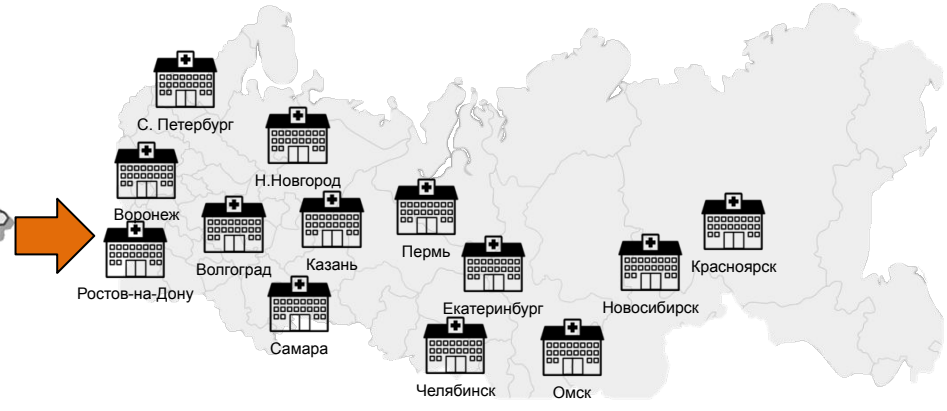 С. Петербург
Н.Новгород
Воронеж
Волгоград
Казань
Пермь
Красноярск
Ростов-на-Дону
Екатеринбург
Новосибирск
Самара
Челябинск
Омск